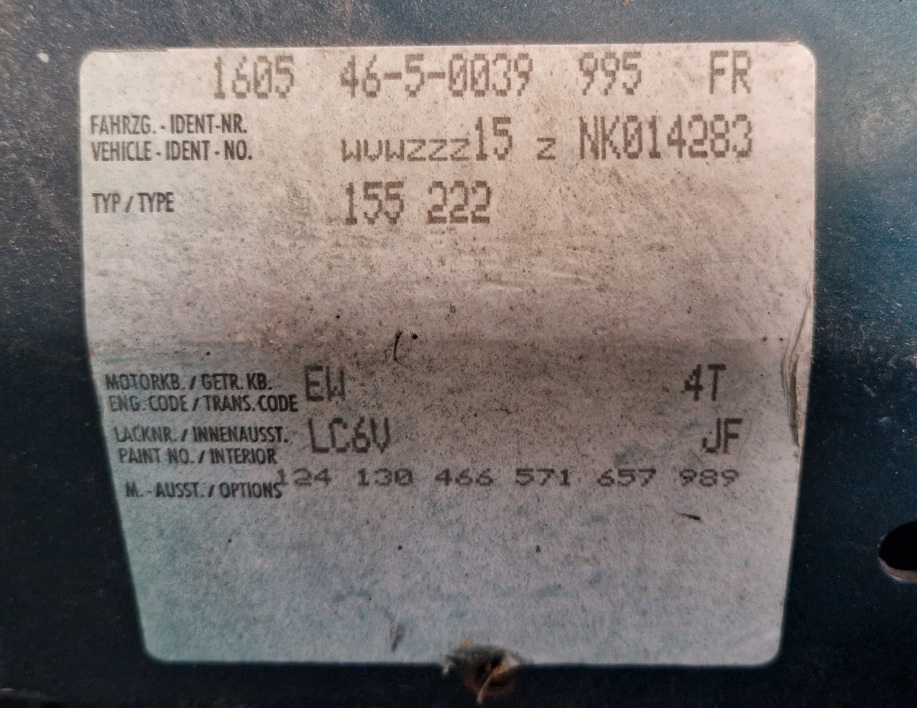 1605 46-5-0039 995 FR
FAHRZG. - IDENT-NR.
VEHICLE - IDENT - NO. WVWZZZ15 Z NK014283
TYP / TYPE 155 222
MOTORKB. / GETR. KB. EW 4T
ENG. CODE / TRANS. CODE
LACKNR. / INNENAUSST. LC6V JF
PAINT NO. / INTERIOR
M. - AUSST. / OPTIONS 124 130 466 571 657 989